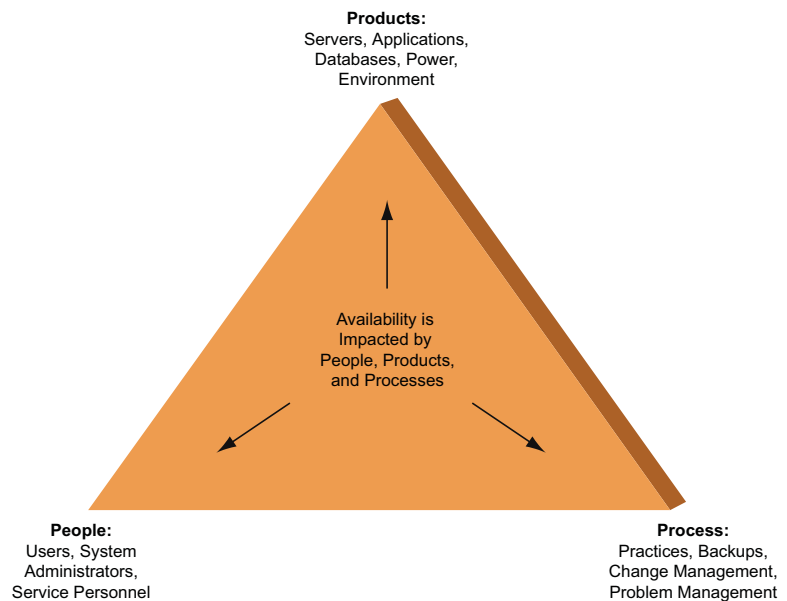 Products:
Servers, Applications,
Databases, Power,
Environment
Availability is
Impacted by
People, Products,
and Processes
People:
Users, System
Administrators,
Service Personnel
Process:
Practices, Backups,
Change Management,
Problem Management